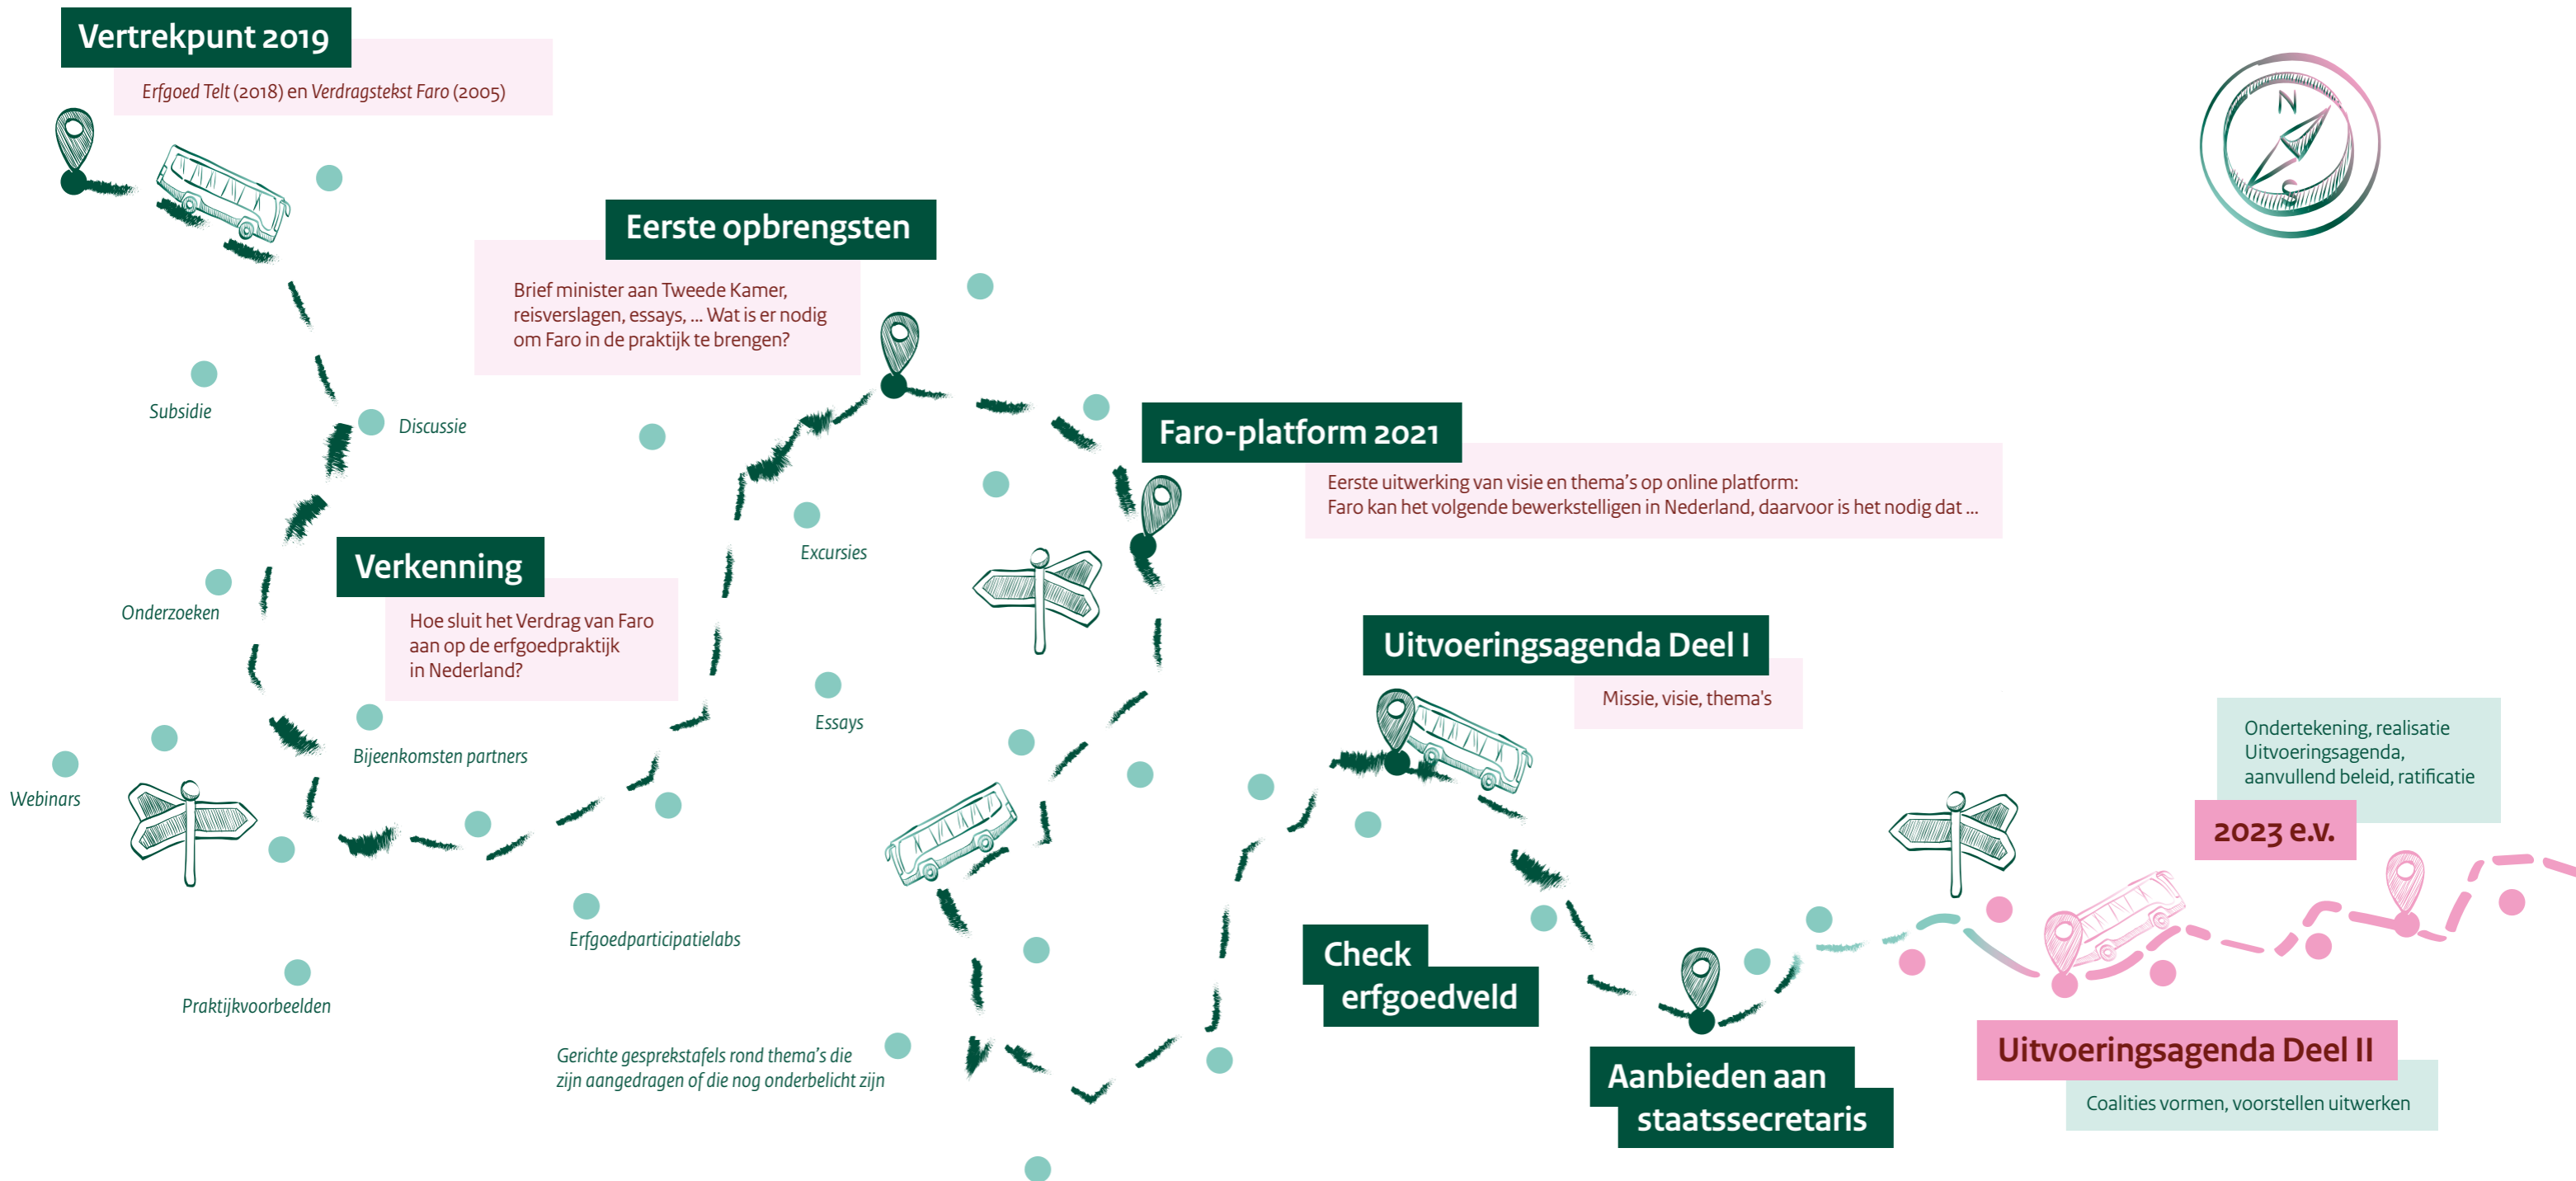 Vertrekpunt 2019
Erfgoed Telt (2018) en Verdragstekst Faro (2005)
N
S
Eerste opbrengsten
Brief minister aan Tweede Kamer,
reisverslagen, essays, ... Wat is er nodig
om Faro in de praktijk te brengen?
Subsidie
Discussie
Faro-platform 2021
Eerste uitwerking van visie en thema's op online platform:
Faro kan het volgende bewerkstelligen in Nederland, daarvoor is het nodig dat ...
Excursies
Verkenning
Hoe sluit het Verdrag van Faro
aan op de erfgoedpraktijk
in Nederland?
Onderzoeken
Uitvoeringsagenda Deel I
Missie, visie, thema's
Essays
Bijeenkomsten partners
Webinars
Ondertekening, realisatie
Uitvoeringsagenda,
aanvullend beleid, ratificatie
2023 e.v.
Erfgoedparticipatielabs
Check
erfgoedveld
Praktijkvoorbeelden
Gerichte gesprekstafels rond thema's die
zijn aangedragen of die nog onderbelicht zijn
Aanbieden aan
staatssecretaris
Uitvoeringsagenda Deel II
Coalities vormen, voorstellen uitwerken